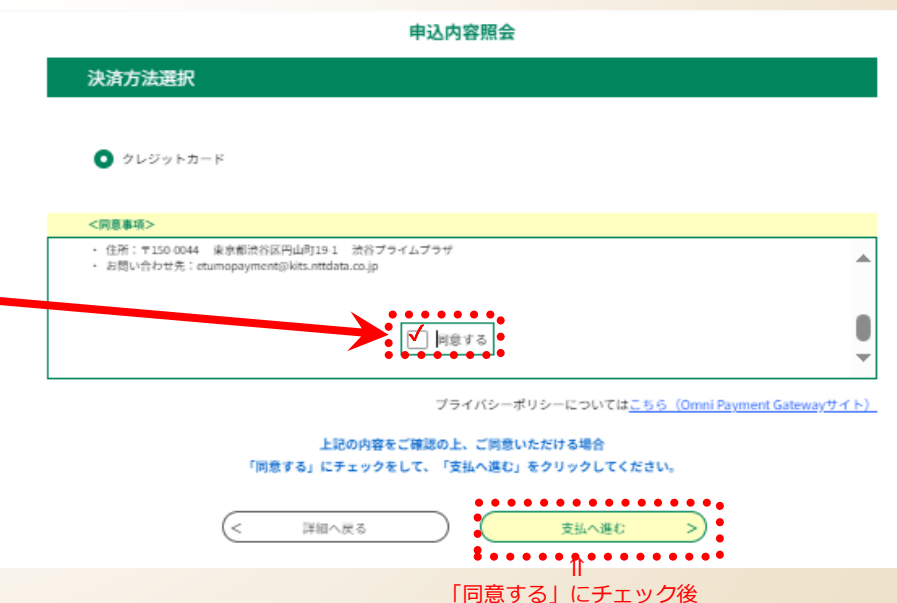 申込内容照会
決済方法選択
クレジットカード
＜同意事項＞
・ 住所：〒150-0044　東京都渋谷区円山町19-1　渋谷プライムプラザ
・ お問い合わせ先：etumopayment@kits.nttdata.co.jp
同意する
プライバシーポリシーについてはこちら（Omni Payment Gatewayサイト）
上記の内容をご確認の上、ご同意いただける場合
「同意する」にチェックをして、「支払へ進む」をクリックしてください。
< 詳細へ戻る
支払へ進む >
⇑
「同意する」にチェック後